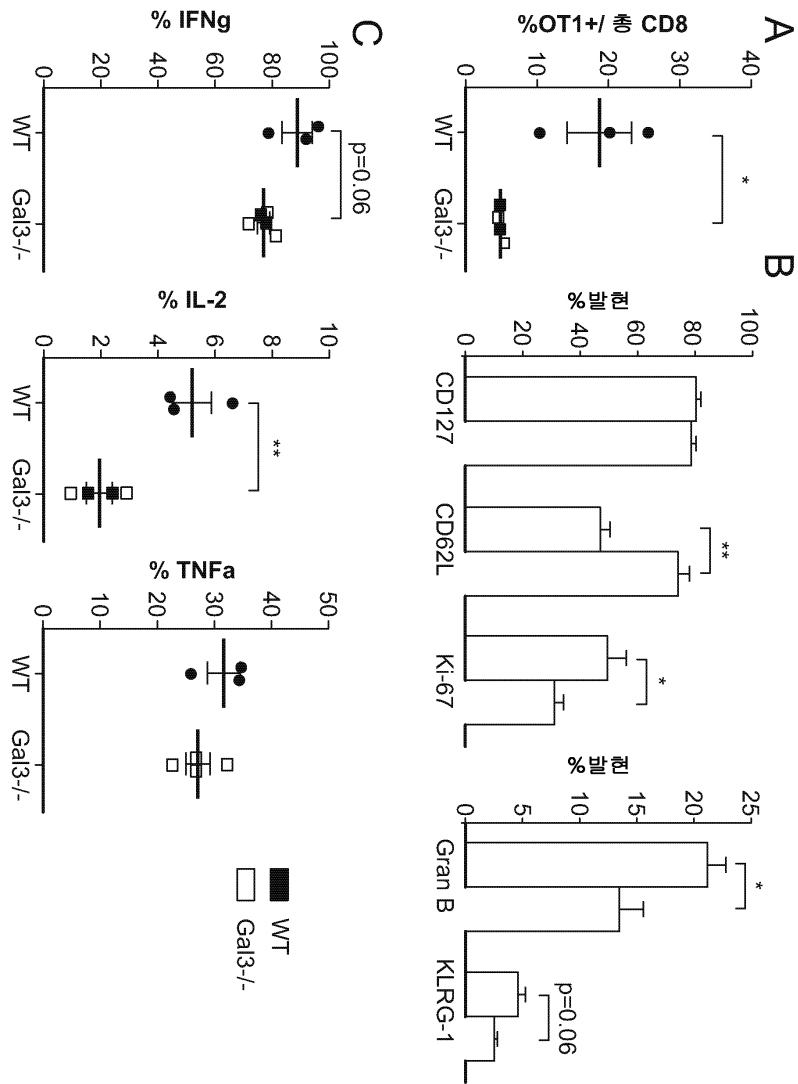 A
%OT1+/ 총 CD8
40
30
20
10
0
*
WT
Gal3-/-
B
%발현
100
80
60
40
20
0
**
*
CD127
CD62L
Ki-67
%발현
25
20
15
10
5
0
*
p=0.06
Gran B
KLRG-1
C
% IFNg
100
80
60
40
20
0
p=0.06
WT
Gal3-/-
% IL-2
10
8
6
4
2
0
**
WT
Gal3-/-
% TNFa
50
40
30
20
10
0
WT
Gal3-/-
WT
Gal3-/-